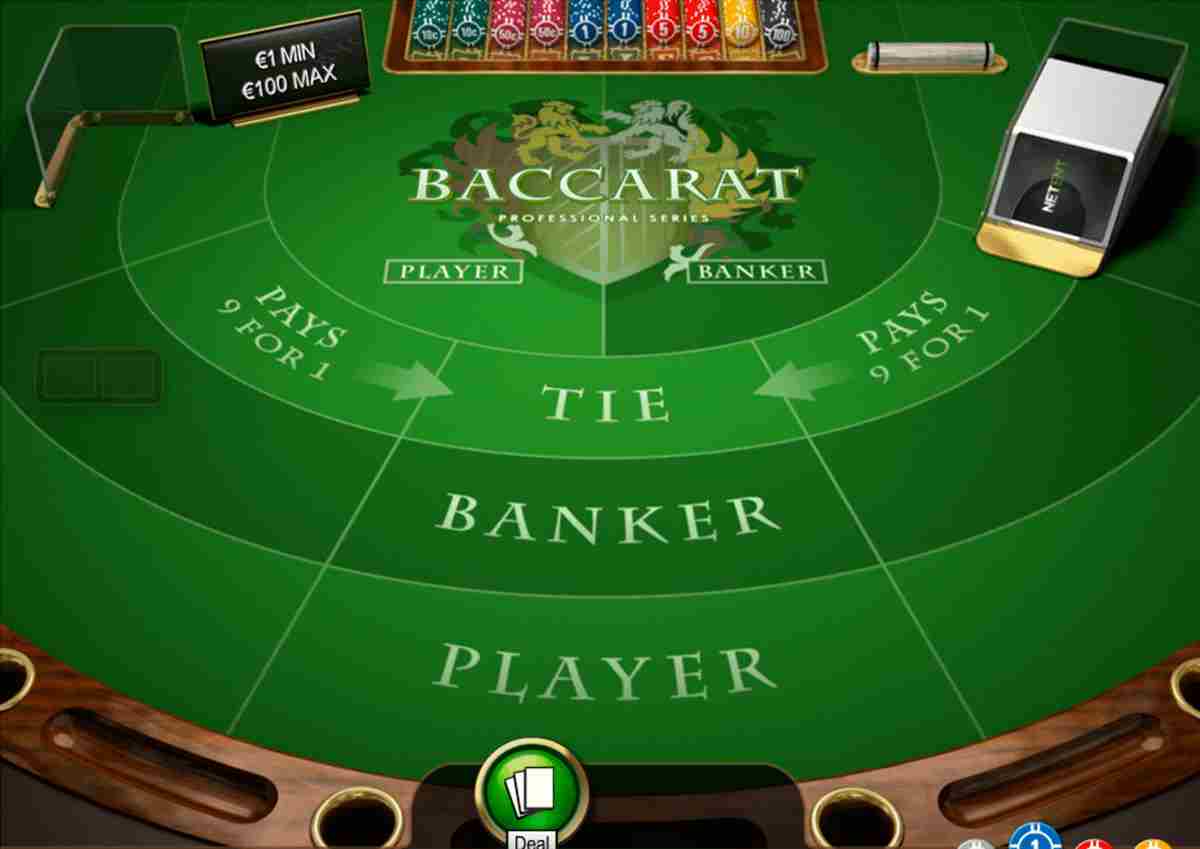 €1 MIN
€100 MAX
10c 10c 50c 50c 1 1 5 5 10 100
NETENT
BACCARAT
PROFESSIONAL SERIES
PLAYER
BANKER
PAYS
9 FOR 1
PAYS
9 FOR 1
TIE
BANKER
PLAYER
Deal
1